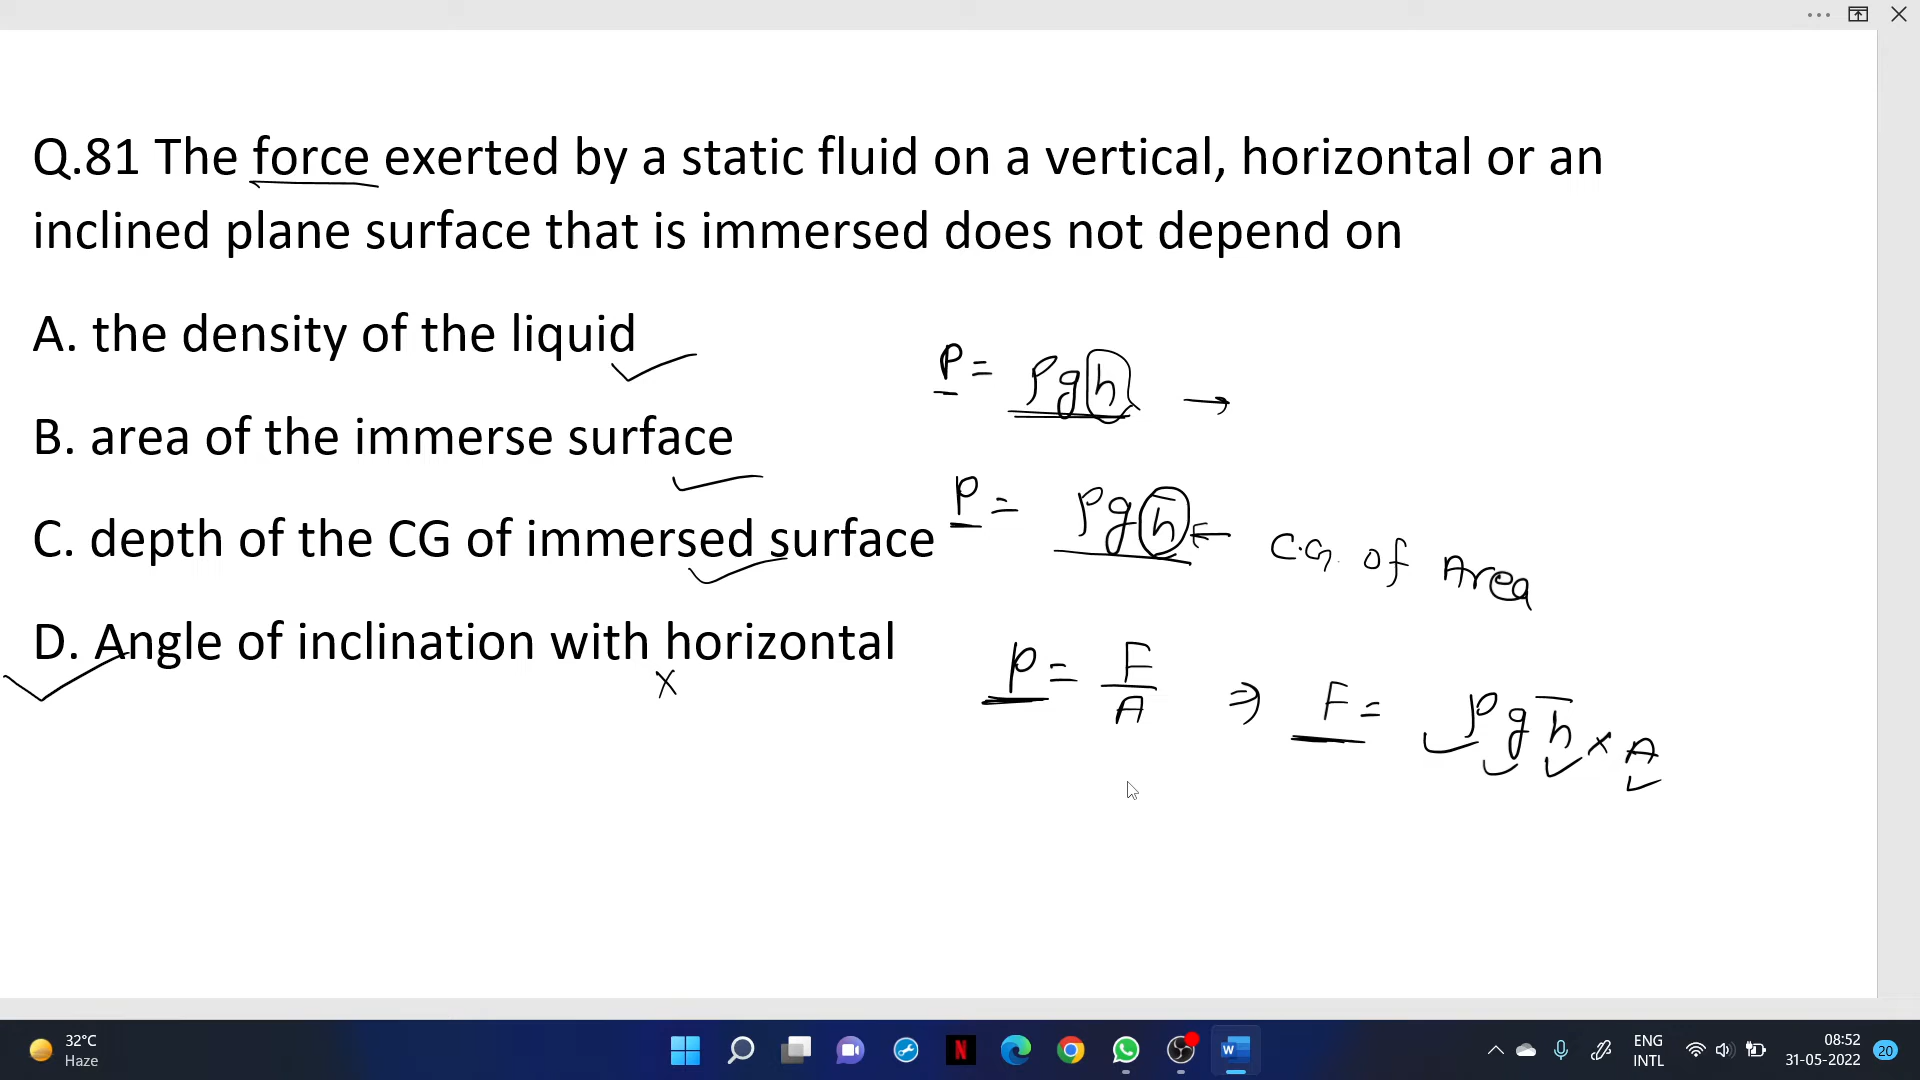 Q.81 The force exerted by a static fluid on a vertical, horizontal or an
inclined plane surface that is immersed does not depend on
A. the density of the liquid
B. area of the immerse surface
C. depth of the CG of immersed surface
D. Angle of inclination with horizontal
P = ρgh →
P = ρgh̅ ← C.G. of Area
P = F/A ⇒ F = ρgh̅ × A
32°C
Haze
ENG
INTL
08:52
31-05-2022
20